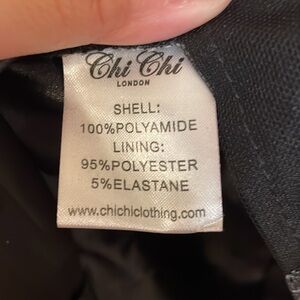 Chi Chi
LONDON
SHELL:
100%POLYAMIDE
LINING:
95%POLYESTER
5%ELASTANE
www.chichiclothing.com